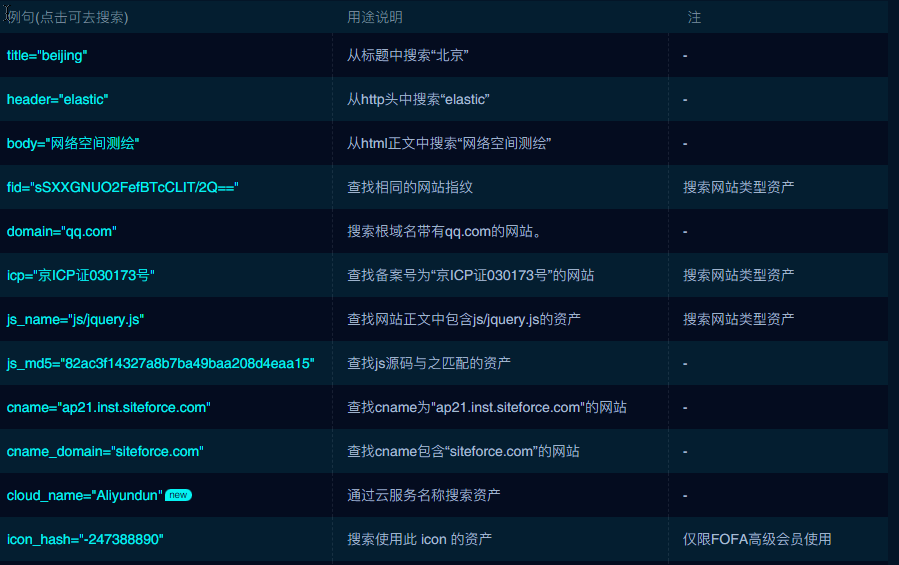 例句(点击可去搜索) 用途说明 注
title="beijing" 从标题中搜索“北京” -
header="elastic" 从http头中搜索“elastic” -
body="网络空间测绘" 从html正文中搜索“网络空间测绘” -
fid="sSXXGNUO2FefBTcCLIT/2Q==" 查找相同的网站指纹 搜索网站类型资产
domain="qq.com" 搜索根域名带有qq.com的网站。 -
icp="京ICP证030173号" 查找备案号为“京ICP证030173号”的网站 搜索网站类型资产
js_name="js/jquery.js" 查找网站正文中包含js/jquery.js的资产 搜索网站类型资产
js_md5="82ac3f14327a8b7ba49baa208d4eaa15" 查找js源码与之匹配的资产 -
cname="ap21.inst.siteforce.com" 查找cname为"ap21.inst.siteforce.com"的网站 -
cname_domain="siteforce.com" 查找cname包含“siteforce.com”的网站 -
cloud_name="Aliyundun" new 通过云服务名称搜索资产 -
icon_hash="-247388890" 搜索使用此 icon 的资产 仅限FOFA高级会员使用